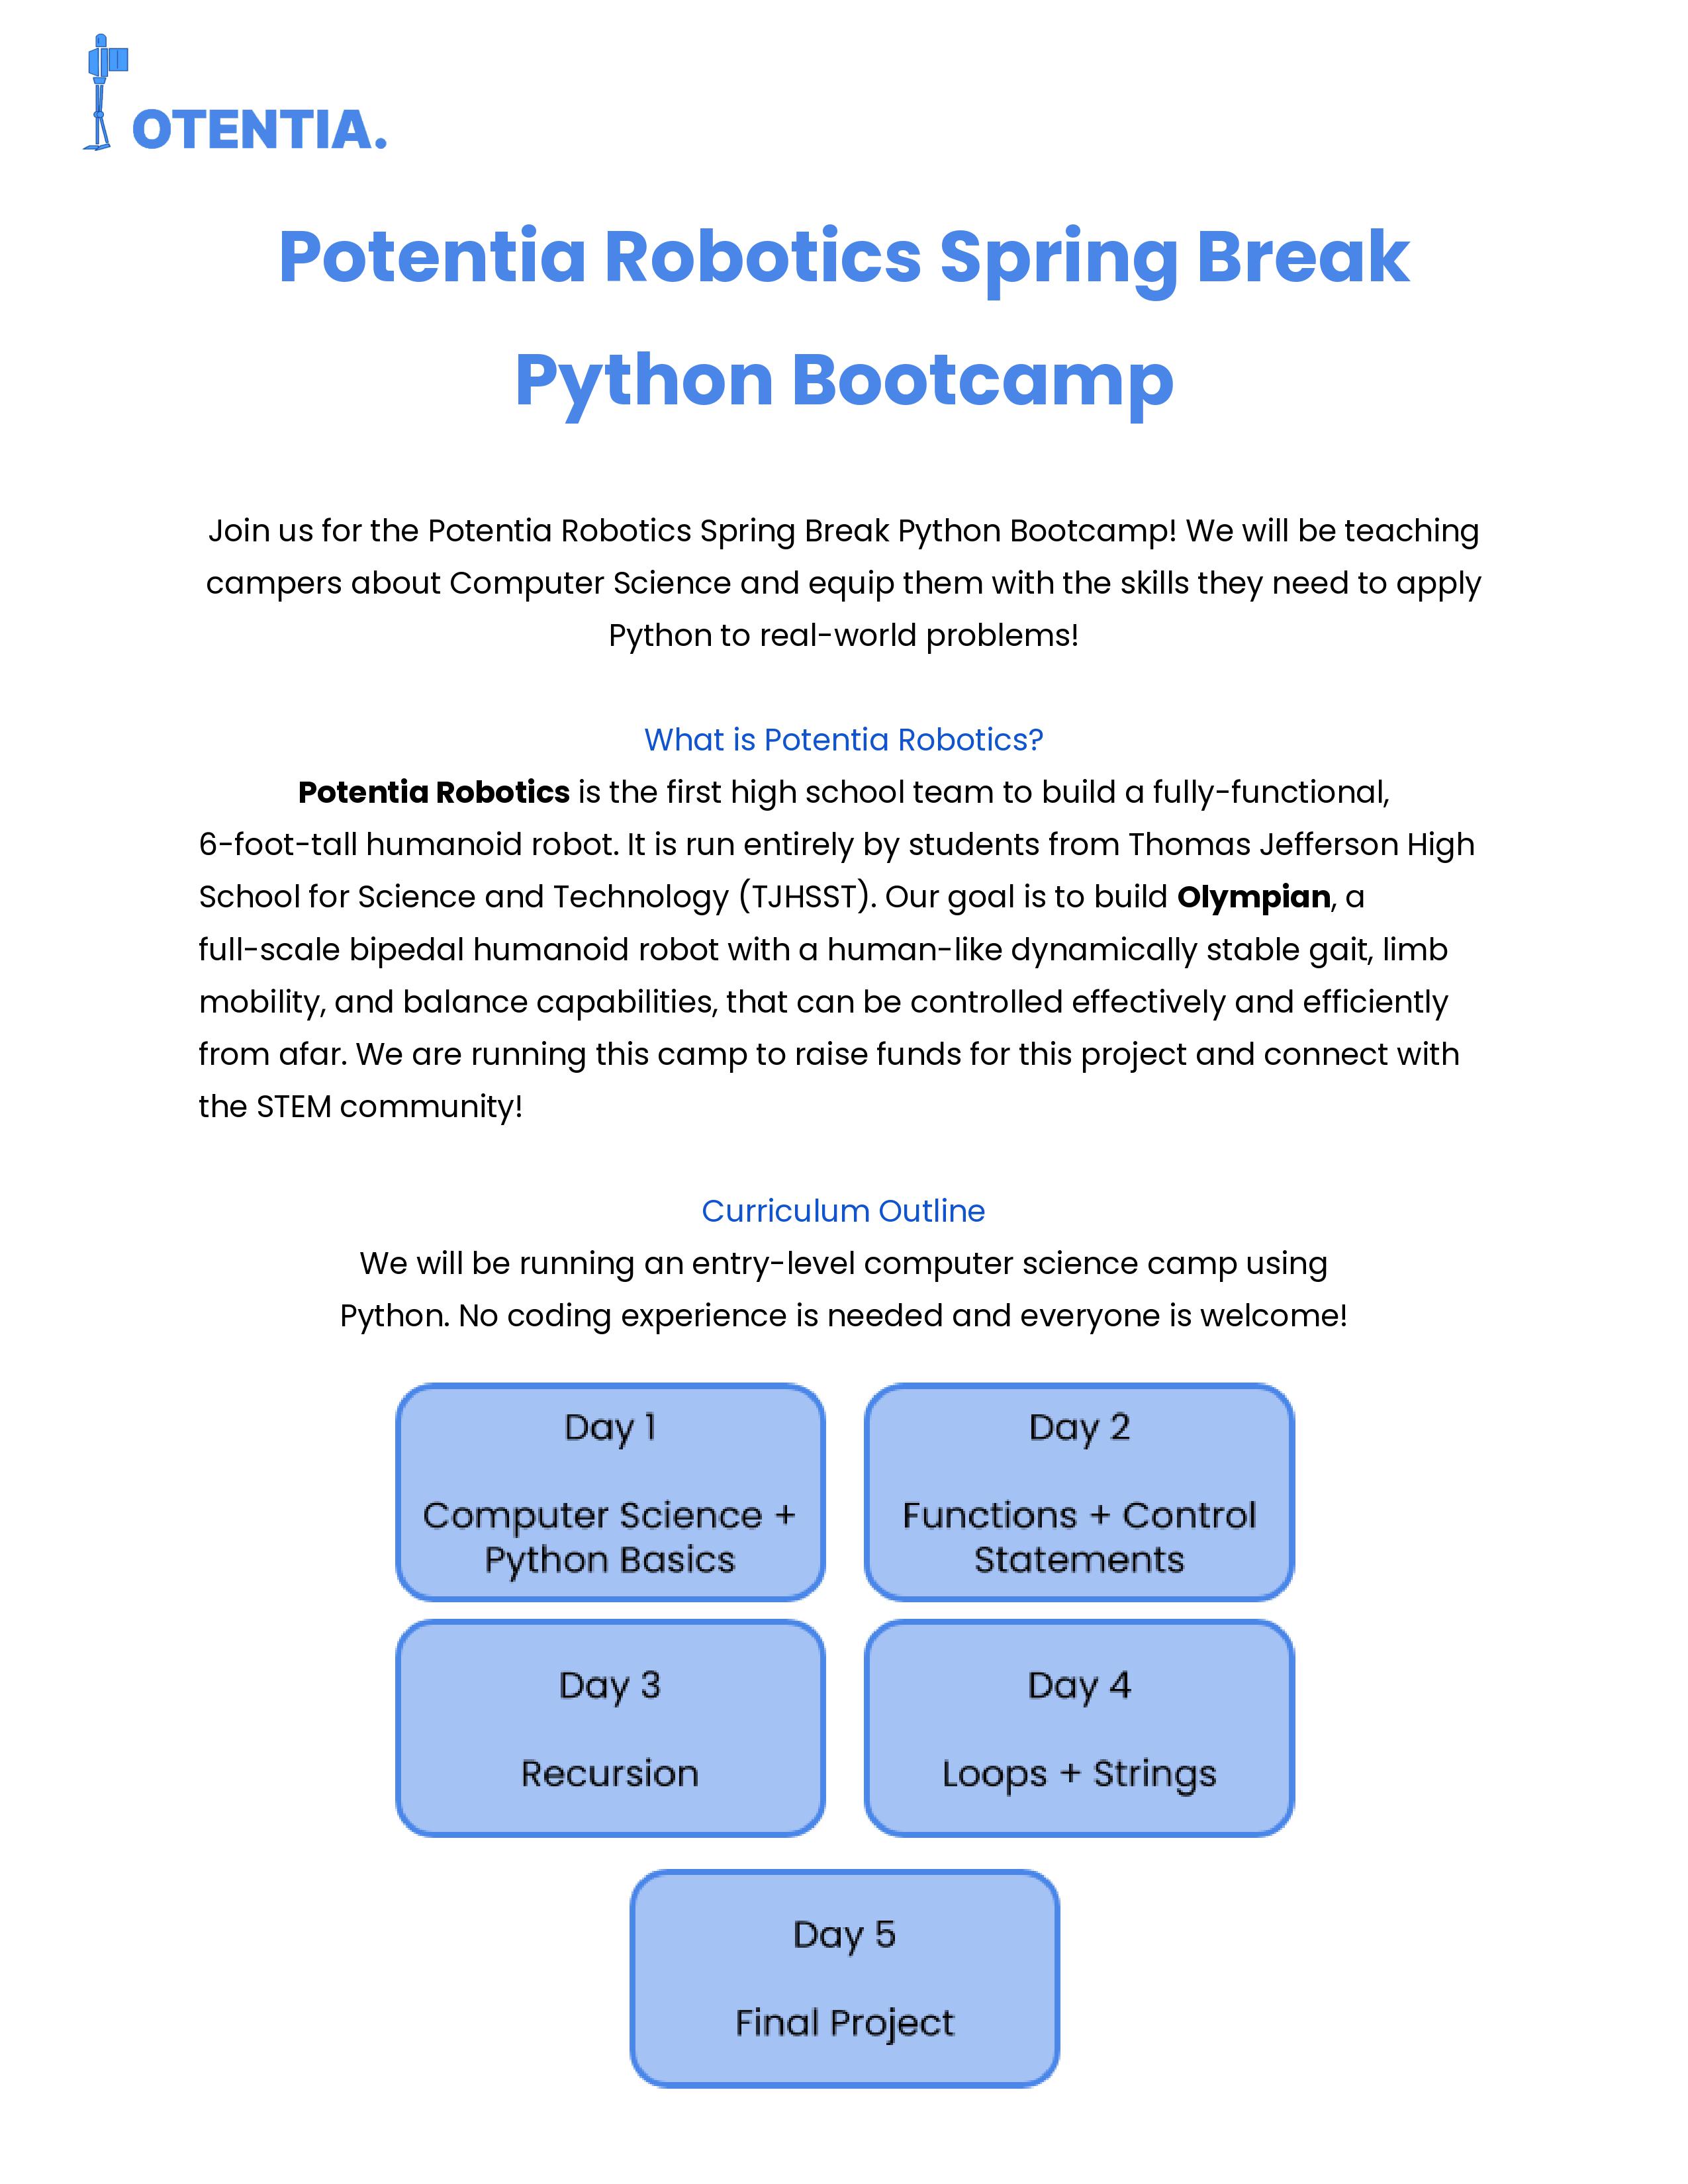 OTENTIA.
Potentia Robotics Spring Break
Python Bootcamp
Join us for the Potentia Robotics Spring Break Python Bootcamp! We will be teaching
campers about Computer Science and equip them with the skills they need to apply
Python to real-world problems!
What is Potentia Robotics?
Potentia Robotics is the first high school team to build a fully-functional,
6-foot-tall humanoid robot. It is run entirely by students from Thomas Jefferson High
School for Science and Technology (TJHSST). Our goal is to build Olympian, a
full-scale bipedal humanoid robot with a human-like dynamically stable gait, limb
mobility, and balance capabilities, that can be controlled effectively and efficiently
from afar. We are running this camp to raise funds for this project and connect with
the STEM community!
Curriculum Outline
We will be running an entry-level computer science camp using
Python. No coding experience is needed and everyone is welcome!
Day 1
Computer Science +
Python Basics
Day 2
Functions + Control
Statements
Day 3
Recursion
Day 4
Loops + Strings
Day 5
Final Project